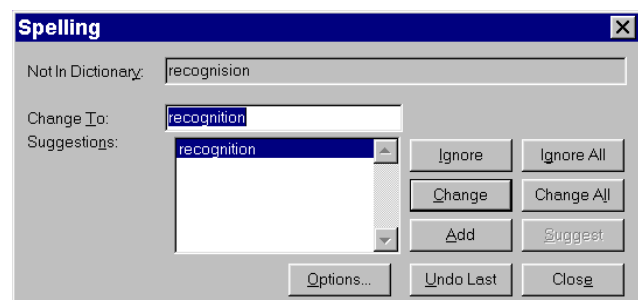 Spelling
Not In Dictionary: recognision
Change To: recognition
Suggestions: recognition
Ignore Ignore All
Change Change All
Add Suggest
Options... Undo Last Close